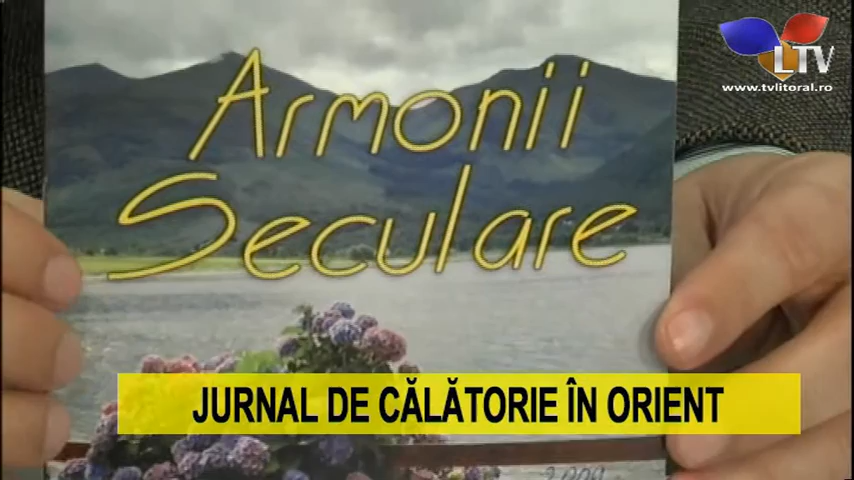 LTV
www.tvlitoral.ro
Armonii
Seculare
JURNAL DE CĂLĂTORIE ÎN ORIENT